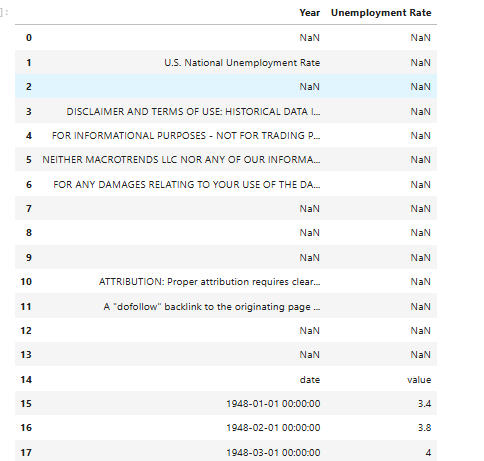 ]:
Year Unemployment Rate
0 NaN NaN
1 U.S. National Unemployment Rate NaN
2 NaN NaN
3 DISCLAIMER AND TERMS OF USE: HISTORICAL DATA I... NaN
4 FOR INFORMATIONAL PURPOSES - NOT FOR TRADING P... NaN
5 NEITHER MACROTRENDS LLC NOR ANY OF OUR INFORMA... NaN
6 FOR ANY DAMAGES RELATING TO YOUR USE OF THE DA... NaN
7 NaN NaN
8 NaN NaN
9 NaN NaN
10 ATTRIBUTION: Proper attribution requires clear... NaN
11 A "dofollow" backlink to the originating page ... NaN
12 NaN NaN
13 NaN NaN
14 date value
15 1948-01-01 00:00:00 3.4
16 1948-02-01 00:00:00 3.8
17 1948-03-01 00:00:00 4